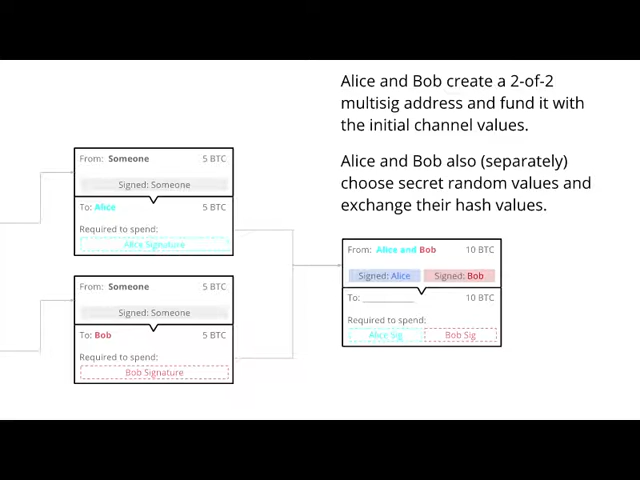 Alice and Bob create a 2-of-2
multisig address and fund it with
the initial channel values.
Alice and Bob also (separately)
choose secret random values and
exchange their hash values.
From: Someone 5 BTC
Signed: Someone
To: Alice 5 BTC
Required to spend:
Alice Signature
From: Someone 5 BTC
Signed: Someone
To: Bob 5 BTC
Required to spend:
Bob Signature
From: Alice and Bob 10 BTC
Signed: Alice Signed: Bob
To: __________ 10 BTC
Required to spend:
Alice Sig Bob Sig